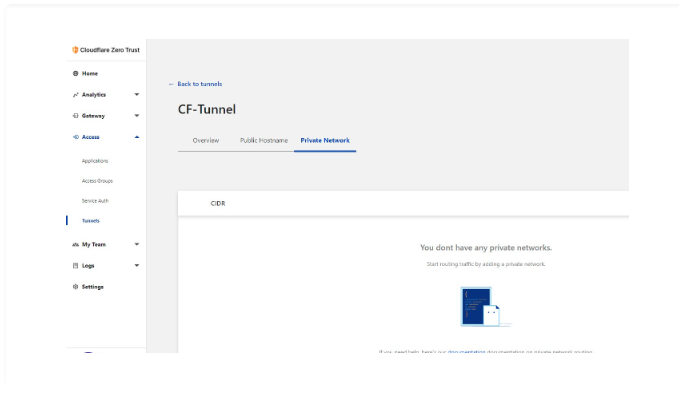 Cloudflare Zero Trust
Home
Analytics
Gateway
Access
Applications
Access Groups
Service Auth
Tunnels
My Team
Logs
Settings
← Back to tunnels
CF-Tunnel
Overview Public Hostname Private Network
CIDR
You dont have any private networks.
Start routing traffic by adding a private network.
If you need help, here's our documentation documentation on private network routing